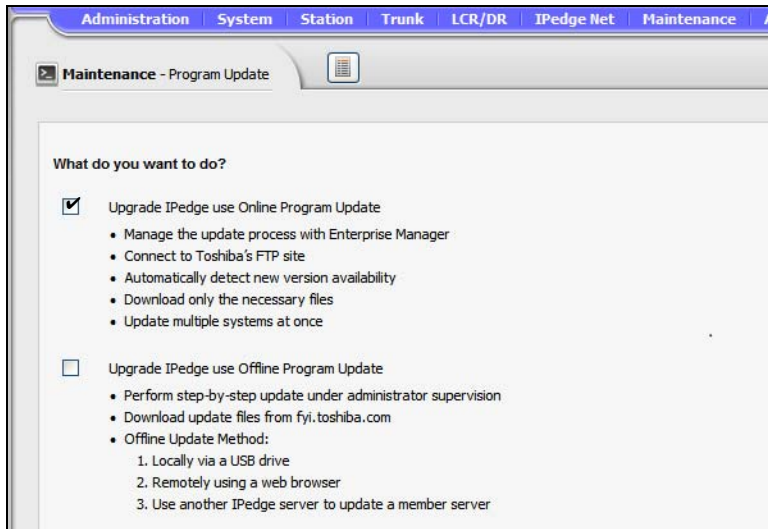 Administration System Station Trunk LCR/DR IPedge Net Maintenance
Maintenance - Program Update
What do you want to do?
Upgrade IPedge use Online Program Update
• Manage the update process with Enterprise Manager
• Connect to Toshiba's FTP site
• Automatically detect new version availability
• Download only the necessary files
• Update multiple systems at once
Upgrade IPedge use Offline Program Update
• Perform step-by-step update under administrator supervision
• Download update files from fyi.toshiba.com
• Offline Update Method:
1. Locally via a USB drive
2. Remotely using a web browser
3. Use another IPedge server to update a member server